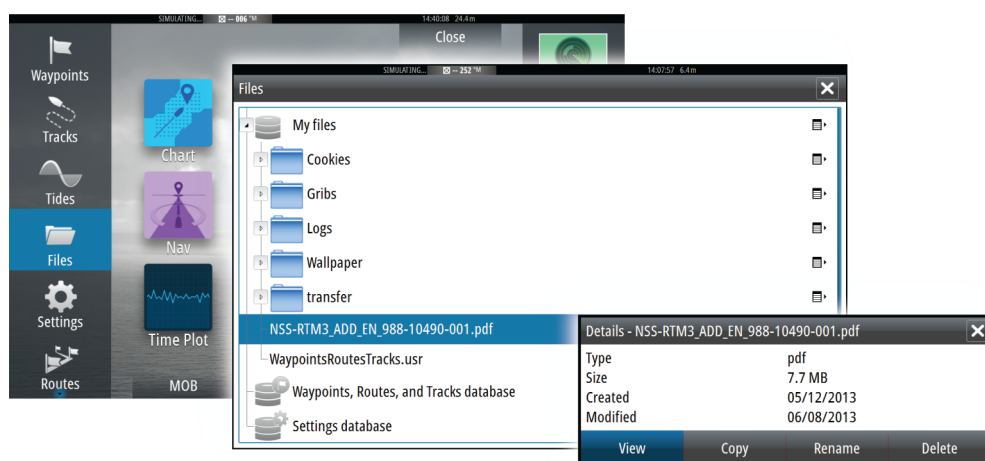 SIMULATING... -- 006 °M 14:40:08 24.4 m
Close
Waypoints
Tracks
Tides
Files
Settings
Routes
Chart
Nav
Time Plot
MOB
SIMULATING... -- 252 °M 14:07:57 6.4 m
Files
My files
Cookies
Gribs
Logs
Wallpaper
transfer
NSS-RTM3_ADD_EN_988-10490-001.pdf
WaypointsRoutesTracks.usr
Waypoints, Routes, and Tracks database
Settings database
Details - NSS-RTM3_ADD_EN_988-10490-001.pdf
Type pdf
Size 7.7 MB
Created 05/12/2013
Modified 06/08/2013
View Copy Rename Delete